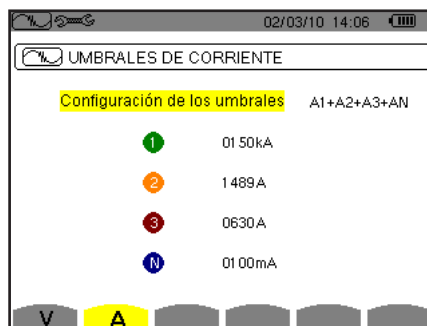 02/03/10 14:06
UMBRALES DE CORRIENTE
Configuración de los umbrales A1+A2+A3+AN
1 0150kA
2 1489A
3 0630A
N 0100mA
V A